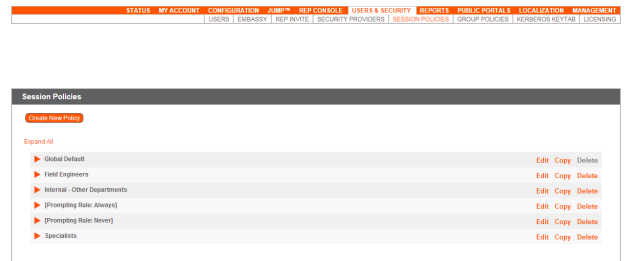 STATUS MY ACCOUNT CONFIGURATION JUMP™ REP CONSOLE USERS & SECURITY REPORTS PUBLIC PORTALS LOCALIZATION MANAGEMENT
USERS | EMBASSY | REP INVITE | SECURITY PROVIDERS | SESSION POLICIES | GROUP POLICIES | KERBEROS KEYTAB | LICENSING
Session Policies
Create New Policy
Expand All
Global Default Edit Copy Delete
Field Engineers Edit Copy Delete
Internal - Other Departments Edit Copy Delete
[Prompting Rule: Always] Edit Copy Delete
[Prompting Rule: Never] Edit Copy Delete
Specialists Edit Copy Delete